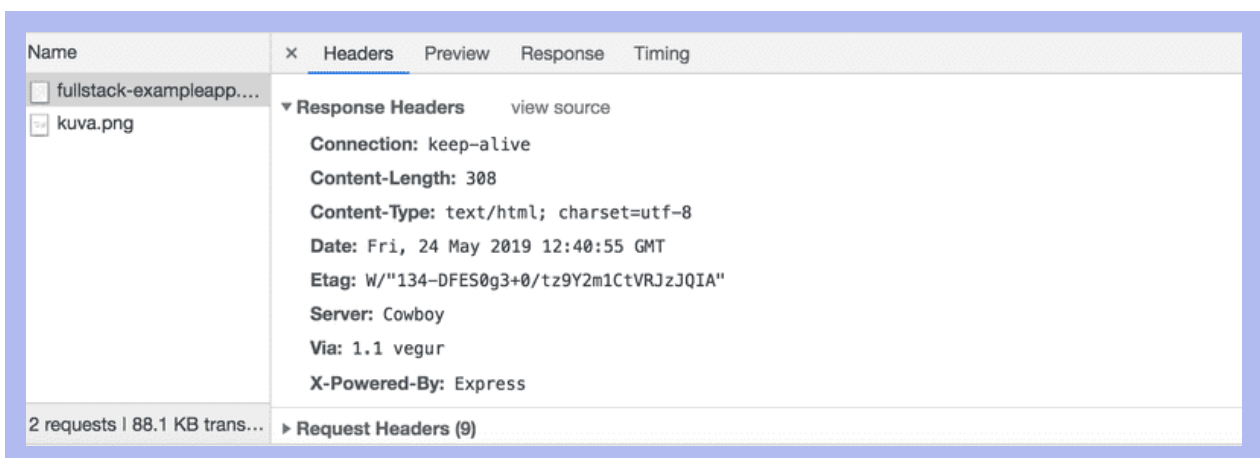 Name
× Headers Preview Response Timing
fullstack-exampleapp....
kuva.png
▾ Response Headers view source
Connection: keep-alive
Content-Length: 308
Content-Type: text/html; charset=utf-8
Date: Fri, 24 May 2019 12:40:55 GMT
Etag: W/"134-DFES0g3+0/tz9Y2m1CtVRJzJQIA"
Server: Cowboy
Via: 1.1 vegur
X-Powered-By: Express
2 requests | 88.1 KB trans...
▸ Request Headers (9)